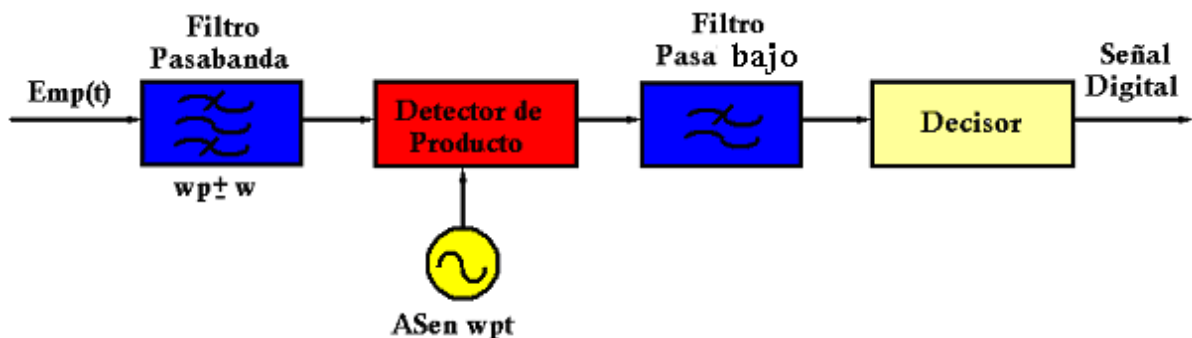 Emp(t)
Filtro
Pasabanda
wp± w
Detector de
Producto
ASen wpt
Filtro
Pasa bajo
Decisor
Señal
Digital